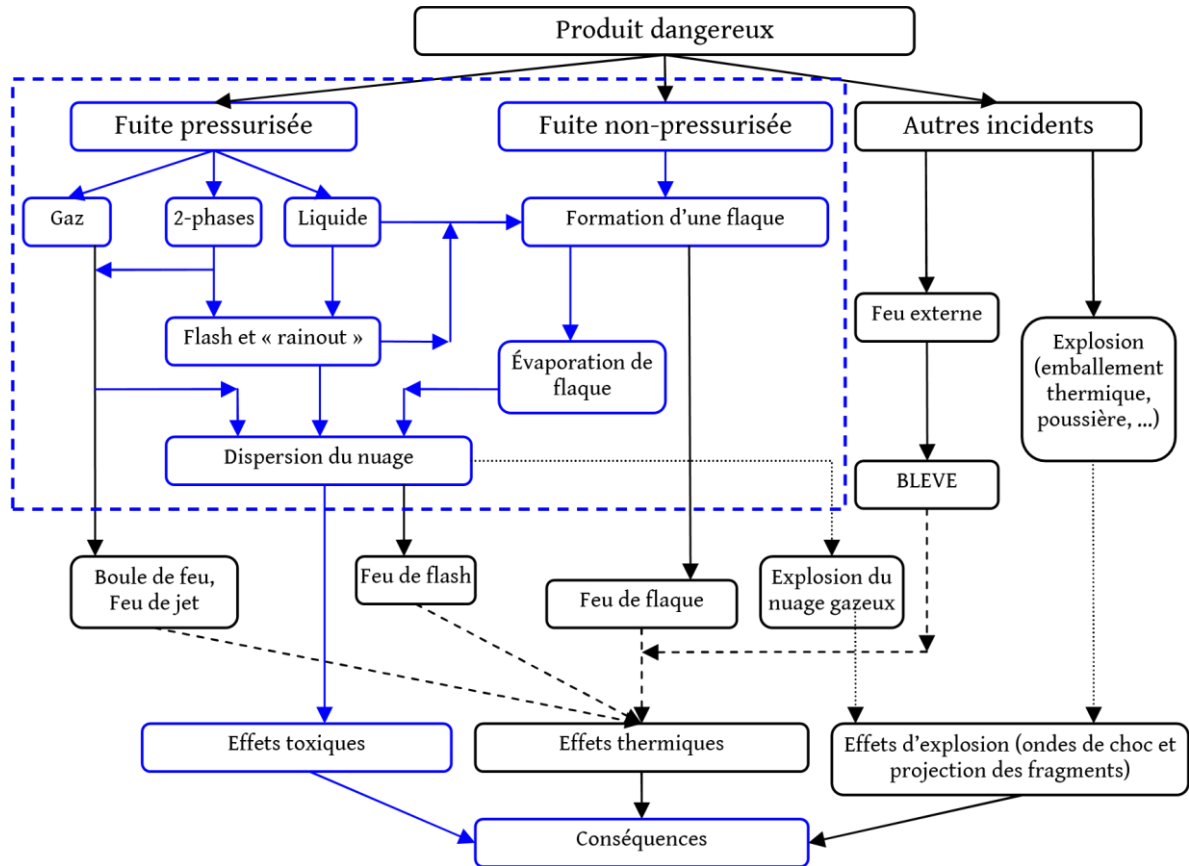 Produit dangereux
Fuite pressurisée
Fuite non-pressurisée
Autres incidents
Gaz
2-phases
Liquide
Formation d’une flaque
Feu externe
Flash et « rainout »
Évaporation de
flaque
Explosion
(emballement
thermique,
poussière, ...)
Dispersion du nuage
BLEVE
Boule de feu,
Feu de jet
Feu de flash
Feu de flaque
Explosion du
nuage gazeux
Effets toxiques
Effets thermiques
Effets d’explosion (ondes de choc et
projection des fragments)
Conséquences